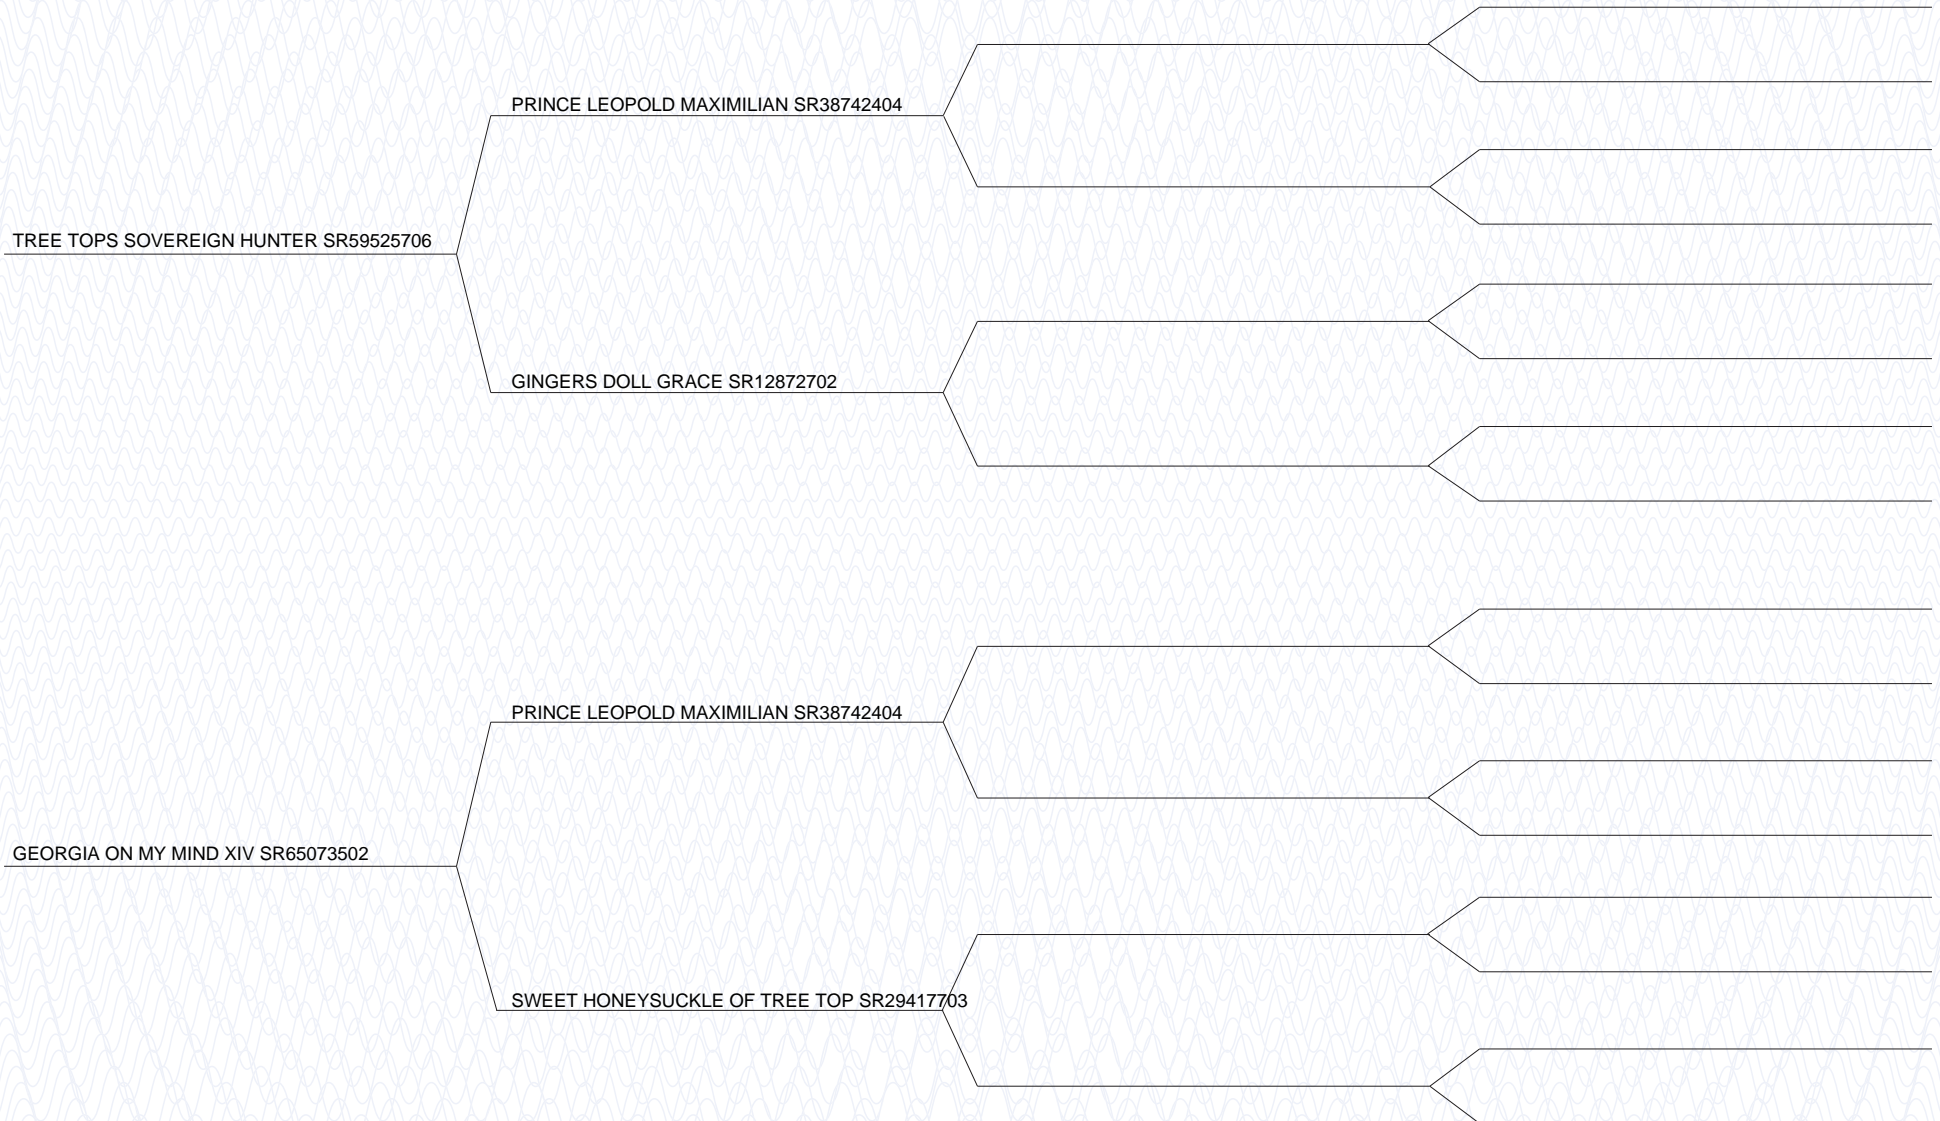 PRINCE LEOPOLD MAXIMILIAN SR38742404
TREE TOPS SOVEREIGN HUNTER SR59525706
GINGERS DOLL GRACE SR12872702
PRINCE LEOPOLD MAXIMILIAN SR38742404
GEORGIA ON MY MIND XIV SR65073502
SWEET HONEYSUCKLE OF TREE TOP SR29417703